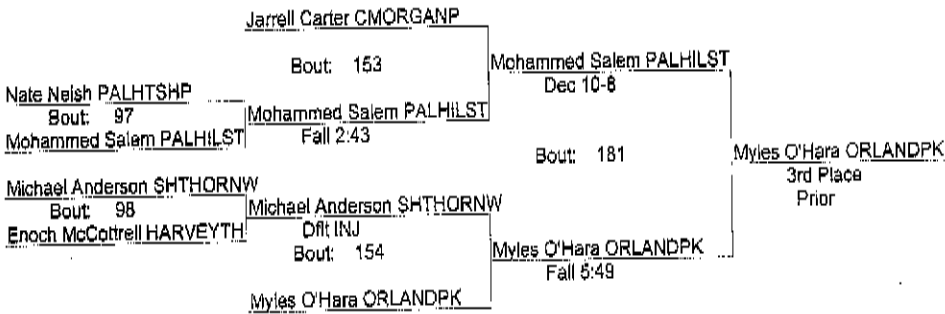 Jarrell Carter CMORGANP
Bout: 153
Mohammed Salem PALHILST
Dec 10-8
Nate Neish PALHTSHP
Bout: 97
Mohammed Salem PALHILST
Mohammed Salem PALHILST
Fall 2:43
Bout: 181
Myles O'Hara ORLANDPK
3rd Place
Prior
Michael Anderson SHTHORNW
Bout: 98
Enoch McCottrell HARVEYTH
Michael Anderson SHTHORNW
Dflt INJ
Bout: 154
Myles O'Hara ORLANDPK
Fall 5:49
Myles O'Hara ORLANDPK